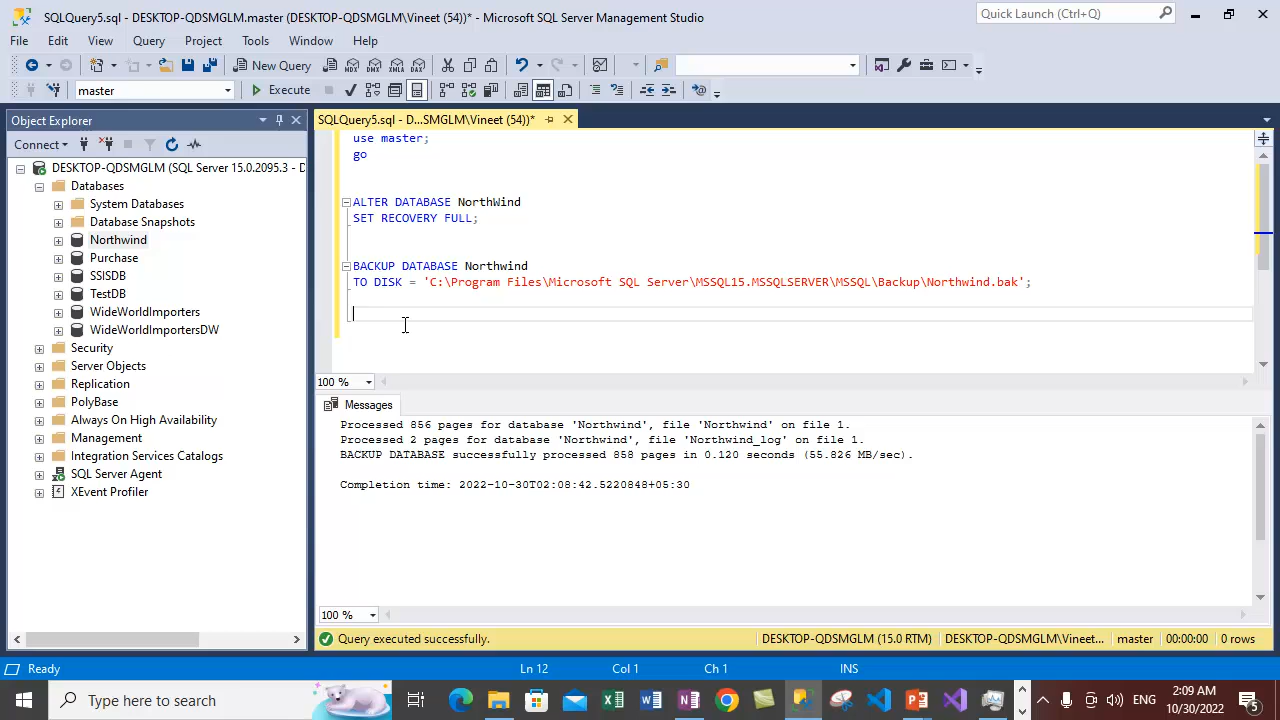 SQLQuery5.sql - DESKTOP-QDSMGLM.master (DESKTOP-QDSMGLM\Vineet (54))* - Microsoft SQL Server Management Studio
Quick Launch (Ctrl+Q)
File Edit View Query Project Tools Window Help
New Query
MDX DMX XMLA DAX
master
Execute
Object Explorer
SQLQuery5.sql - D...SMGLM\Vineet (54))*
Connect
DESKTOP-QDSMGLM (SQL Server 15.0.2095.3 - D
Databases
System Databases
Database Snapshots
Northwind
Purchase
SSISDB
TestDB
WideWorldImporters
WideWorldImportersDW
Security
Server Objects
Replication
PolyBase
Always On High Availability
Management
Integration Services Catalogs
SQL Server Agent
XEvent Profiler
use master;
go
ALTER DATABASE NorthWind
SET RECOVERY FULL;
BACKUP DATABASE Northwind
TO DISK = 'C:\Program Files\Microsoft SQL Server\MSSQL15.MSSQLSERVER\MSSQL\Backup\Northwind.bak';
100 %
Messages
Processed 856 pages for database 'Northwind', file 'Northwind' on file 1.
Processed 2 pages for database 'Northwind', file 'Northwind_log' on file 1.
BACKUP DATABASE successfully processed 858 pages in 0.120 seconds (55.826 MB/sec).
Completion time: 2022-10-30T02:08:42.5220848+05:30
100 %
Query executed successfully. DESKTOP-QDSMGLM (15.0 RTM) DESKTOP-QDSMGLM\Vineet... master 00:00:00 0 rows
Ready Ln 12 Col 1 Ch 1 INS
Type here to search
ENG
2:09 AM
10/30/2022
5